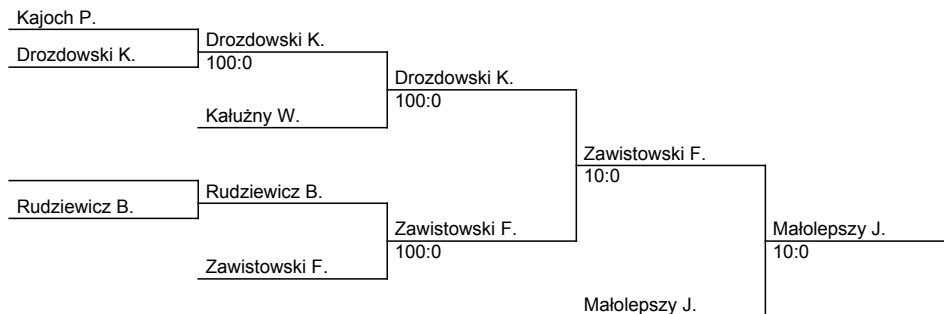 Kajoch P.
Drozdowski K.
Drozdowski K.
100:0
Drozdowski K.
100:0
Kałużny W.
Zawistowski F.
10:0
Rudziewicz B.
Rudziewicz B.
Zawistowski F.
100:0
Małolepszy J.
10:0
Zawistowski F.
Małolepszy J.